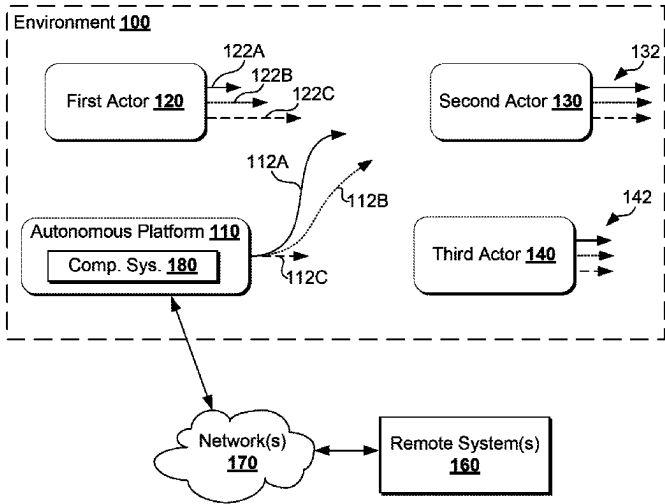 Environment 100
122A
122B
122C
First Actor 120
132
Second Actor 130
112A
112B
112C
Autonomous Platform 110
Comp. Sys. 180
142
Third Actor 140
Network(s)
170
Remote System(s)
160